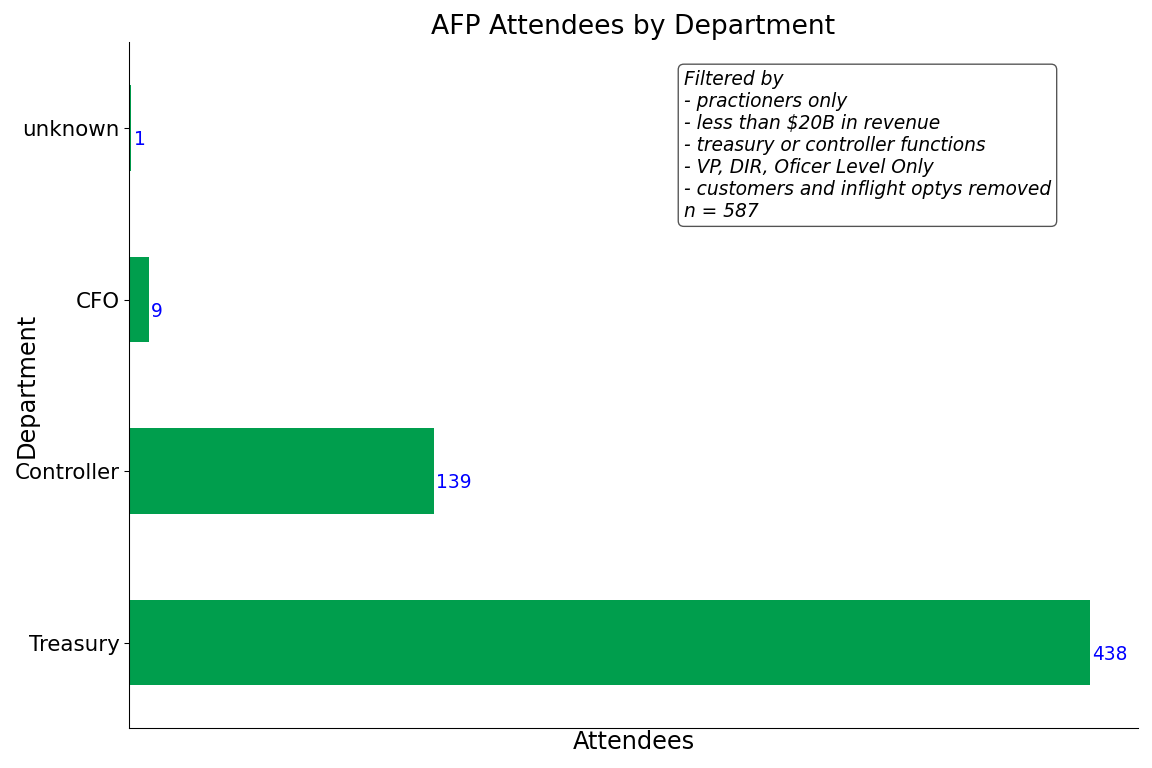 AFP Attendees by Department
Filtered by
- practioners only
- less than $20B in revenue
- treasury or controller functions
- VP, DIR, Oficer Level Only
- customers and inflight optys removed
n = 587
unknown
1
CFO
9
Department
Controller
139
Treasury
438
Attendees